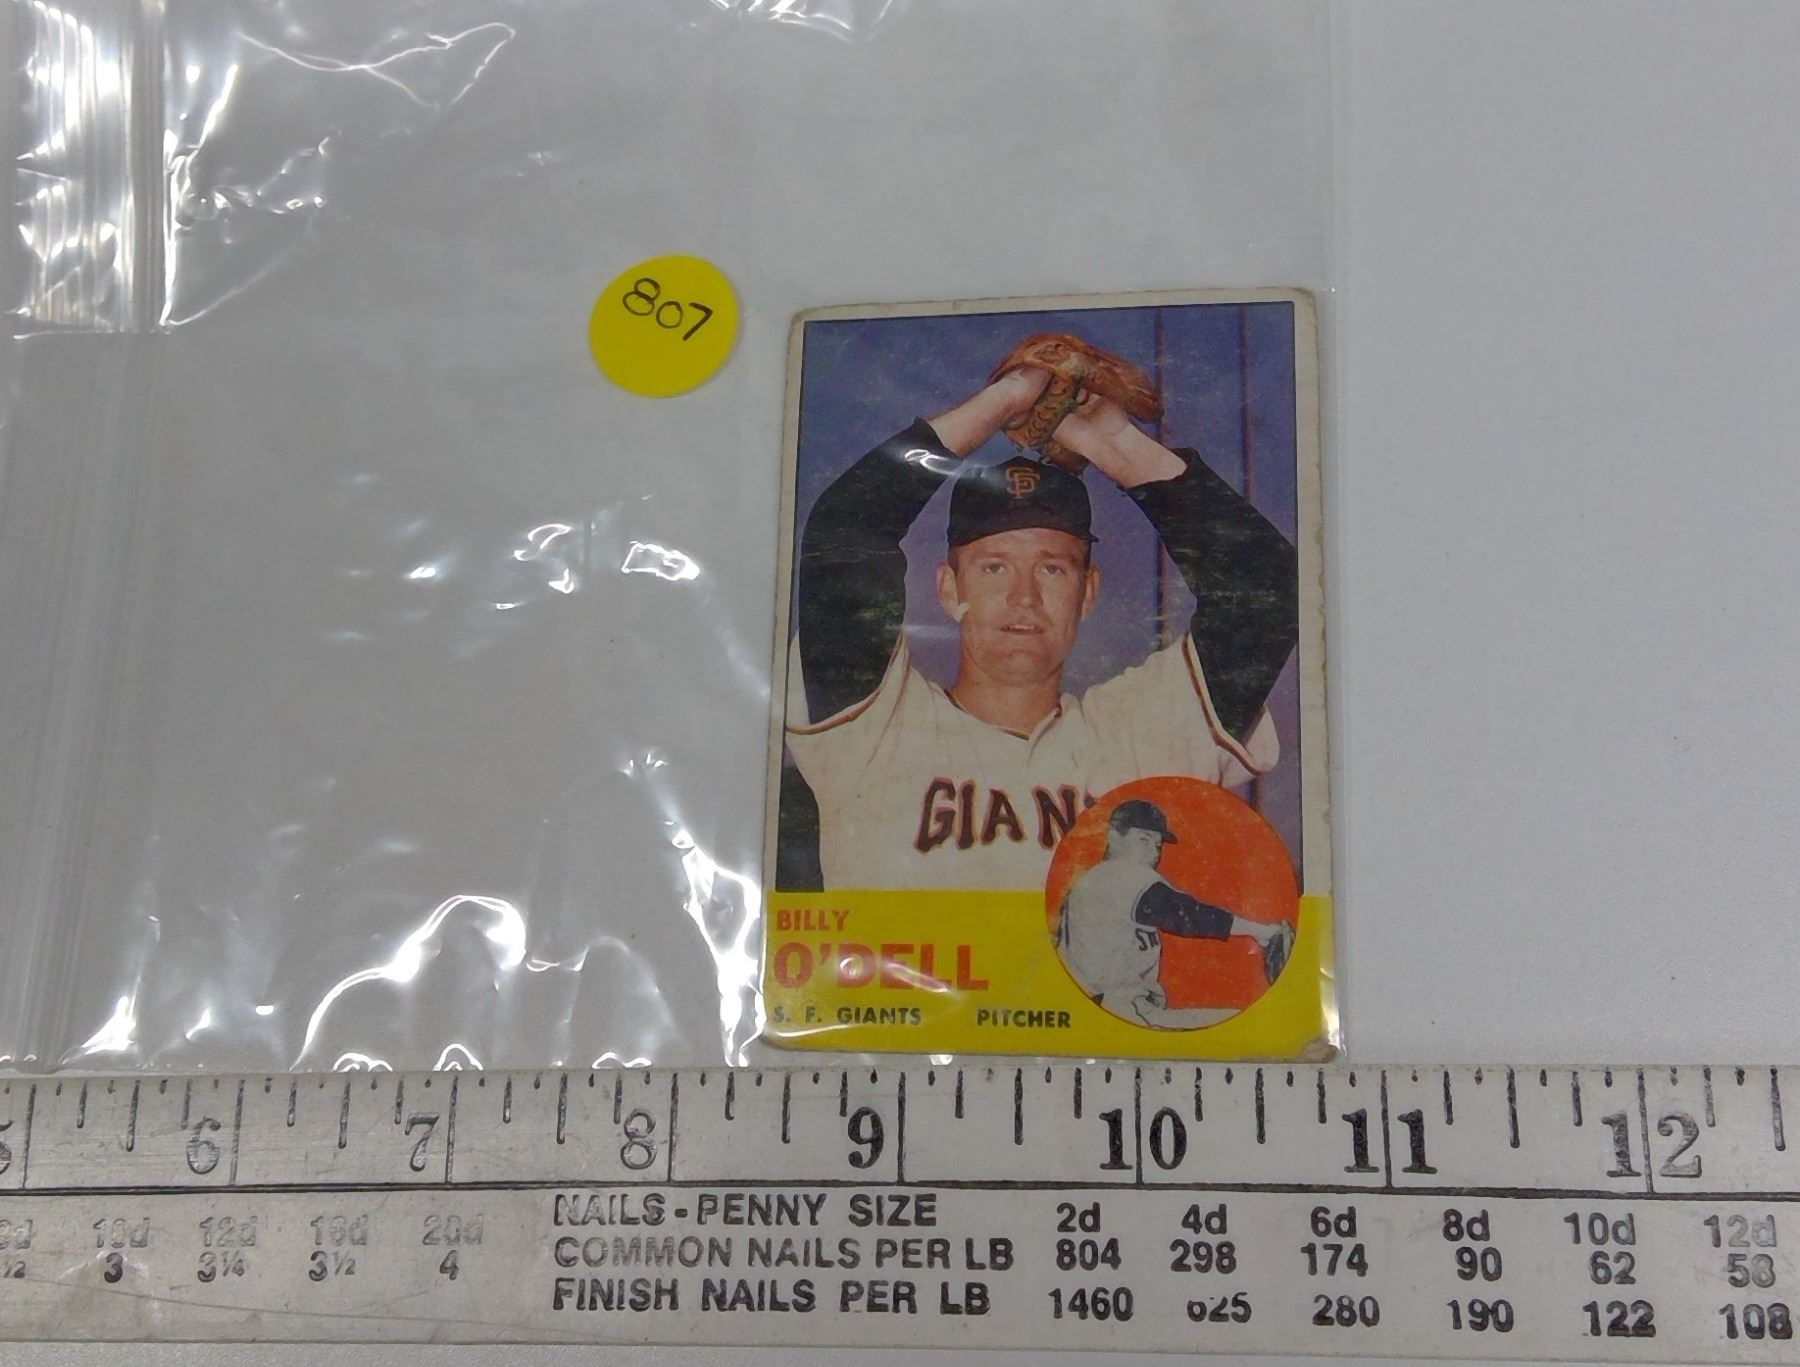 807
SF
GIAN
BILLY
O'DELL
S. F. GIANTS PITCHER
6 7 8 9 10 11 12
NAILS - PENNY SIZE 2d 4d 6d 8d 10d 12d
10d 12d 16d 20d
COMMON NAILS PER LB 804 298 174 90 62 58
3 3¼ 3½ 4
FINISH NAILS PER LB 1460 625 280 190 122 108